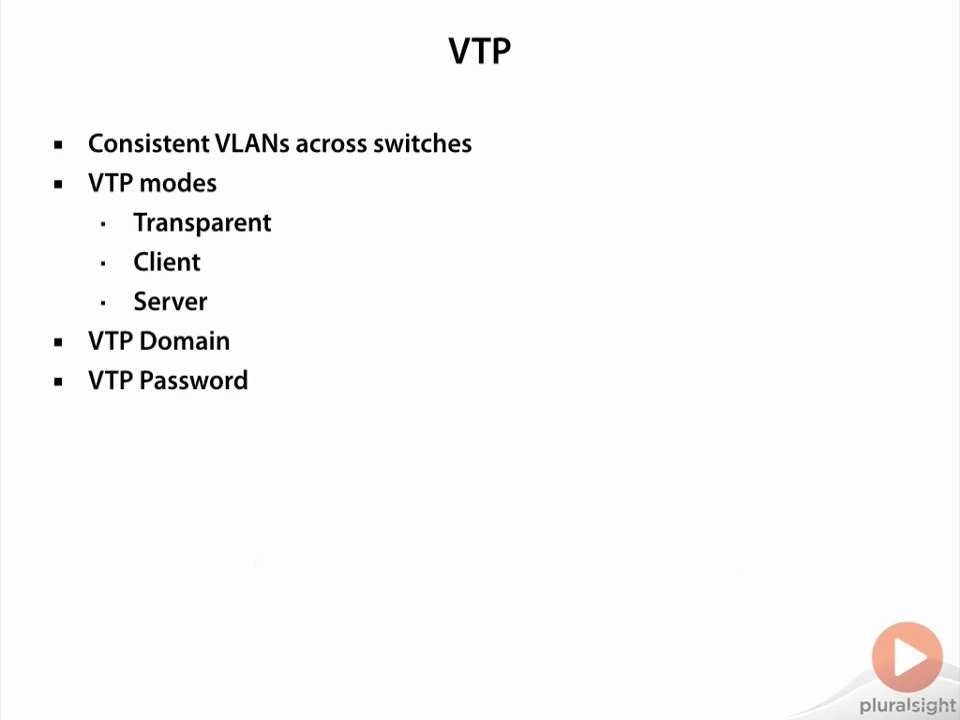 VTP
▪ Consistent VLANs across switches
▪ VTP modes
▪ Transparent
▪ Client
▪ Server
▪ VTP Domain
▪ VTP Password
pluralsight